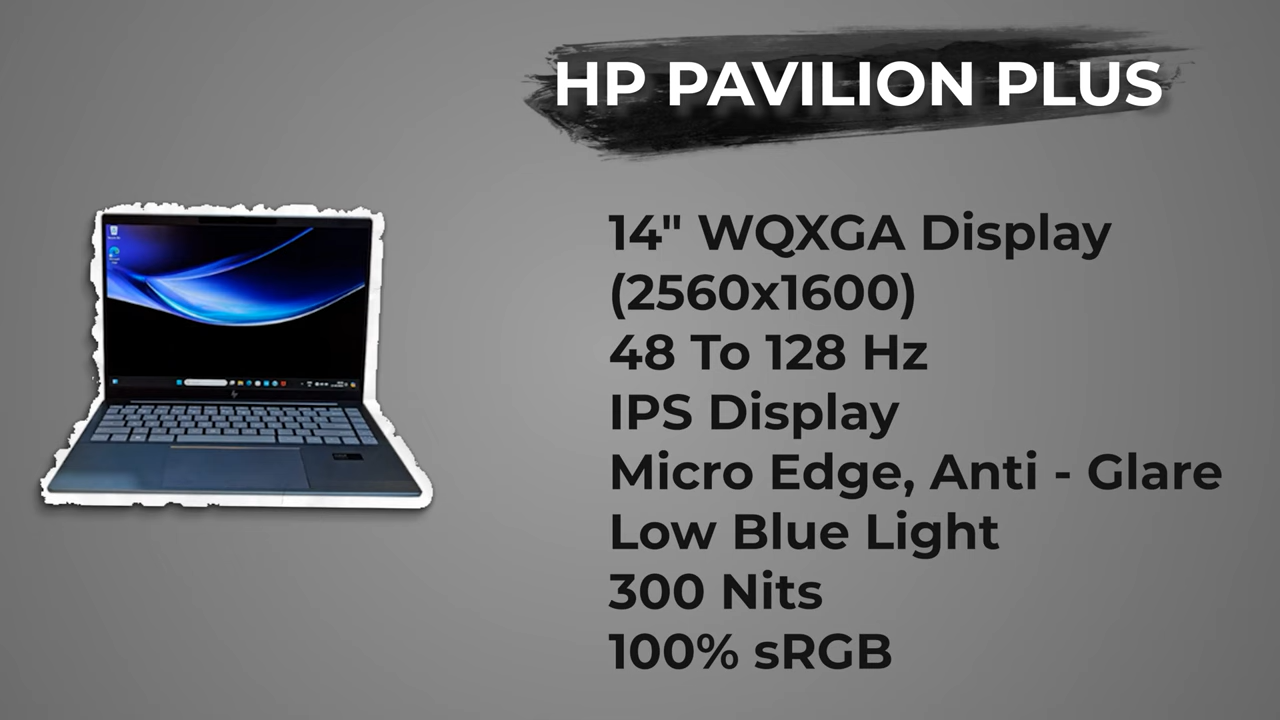 HP PAVILION PLUS
14" WQXGA Display
(2560x1600)
48 To 128 Hz
IPS Display
Micro Edge, Anti - Glare
Low Blue Light
300 Nits
100% sRGB